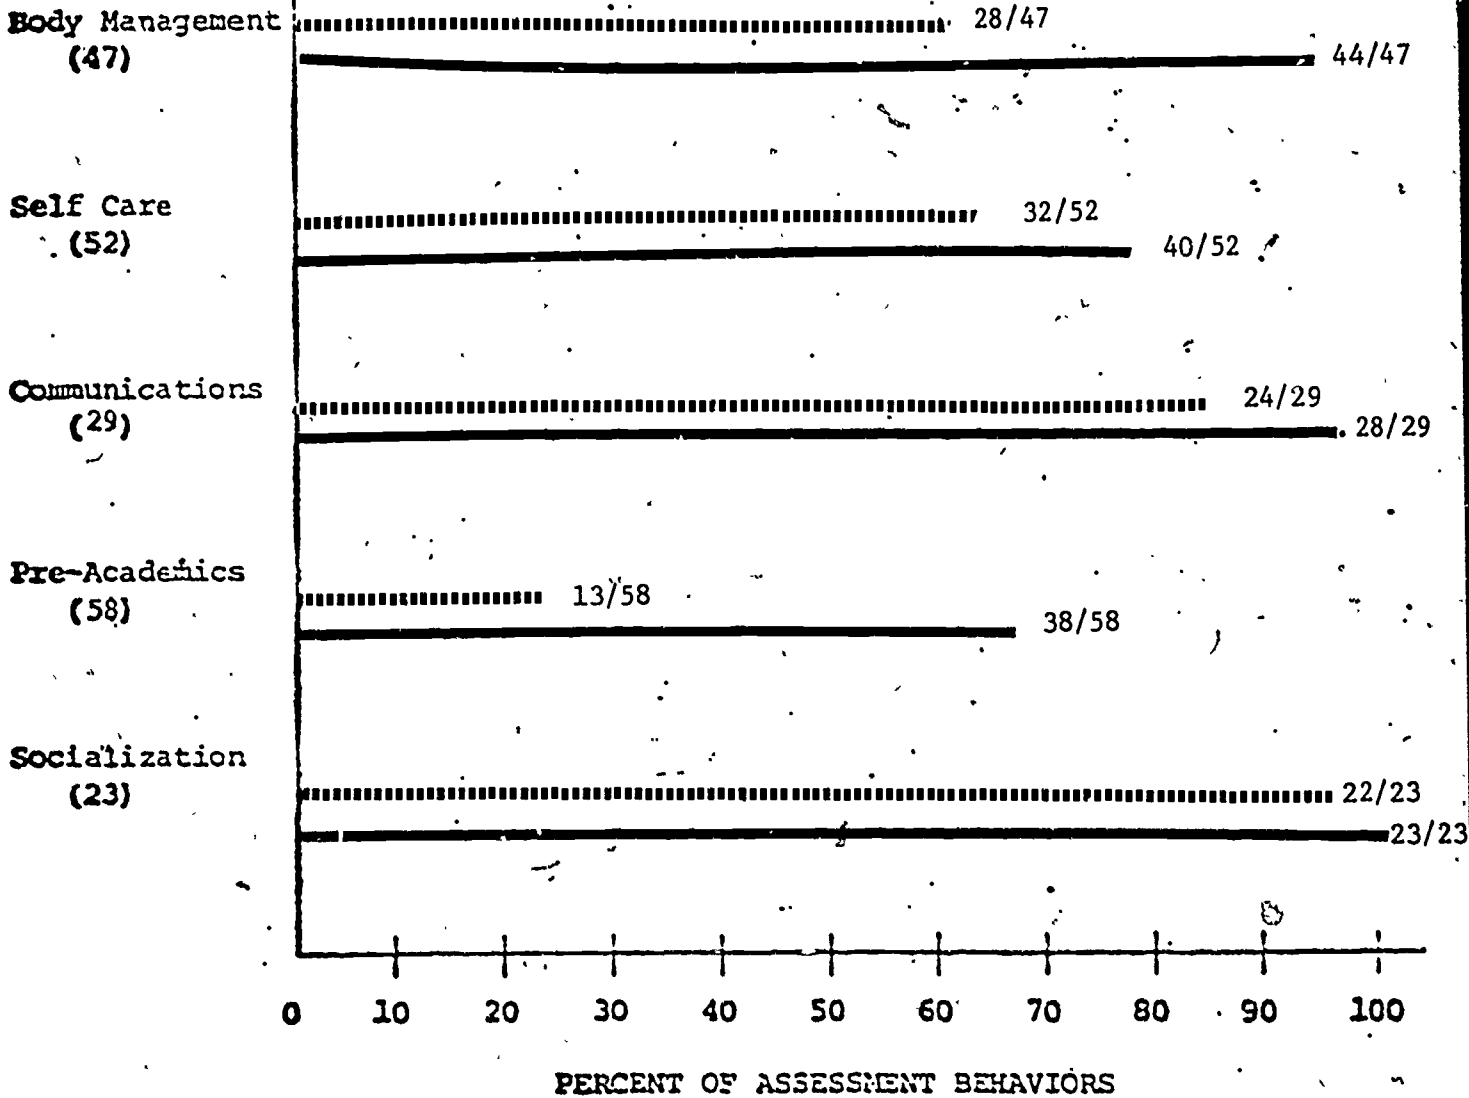 Body Management 28/47
(47) 44/47
Self Care 32/52
(52) 40/52
Communications 24/29
(29) 28/29
Pre-Academics 13/58
(58) 38/58
Socialization
(23) 22/23
23/23
0 10 20 30 40 50 60 70 80 90 100
PERCENT OF ASSESSMENT BEHAVIORS